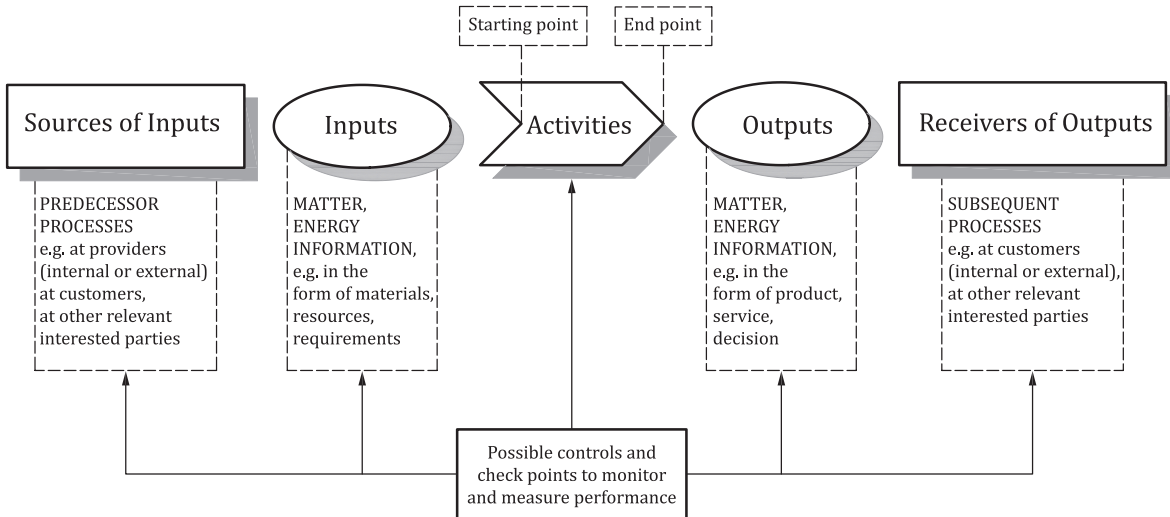 Starting point
End point
Sources of Inputs
Inputs
Activities
Outputs
Receivers of Outputs
PREDECESSOR
PROCESSES
e.g. at providers
(internal or external)
at customers,
at other relevant
interested parties
MATTER,
ENERGY
INFORMATION,
e.g. in the
form of materials,
resources,
requirements
MATTER,
ENERGY
INFORMATION,
e.g. in the
form of product,
service,
decision
SUBSEQUENT
PROCESSES
e.g. at customers
(internal or external),
at other relevant
interested parties
Possible controls and
check points to monitor
and measure performance